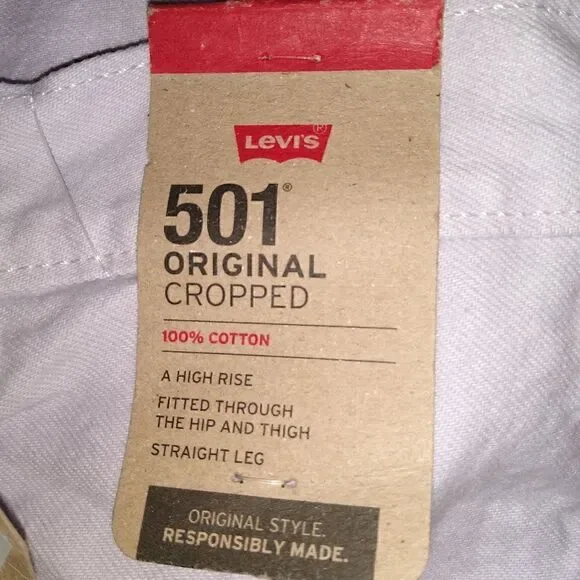 Levi's®
501®
ORIGINAL
CROPPED
100% COTTON
A HIGH RISE
FITTED THROUGH
THE HIP AND THIGH
STRAIGHT LEG
ORIGINAL STYLE.
RESPONSIBLY MADE.